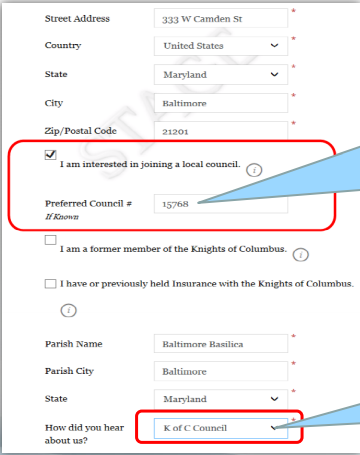 Street Address 333 W Camden St *
Country United States *
State Maryland *
City Baltimore *
Zip/Postal Code 21201 *
I am interested in joining a local council. i
Preferred Council # 15768
If Known
I am a former member of the Knights of Columbus. i
I have or previously held Insurance with the Knights of Columbus.
i
Parish Name Baltimore Basilica *
Parish City Baltimore *
State Maryland *
How did you hear K of C Council *
about us?
STAGE